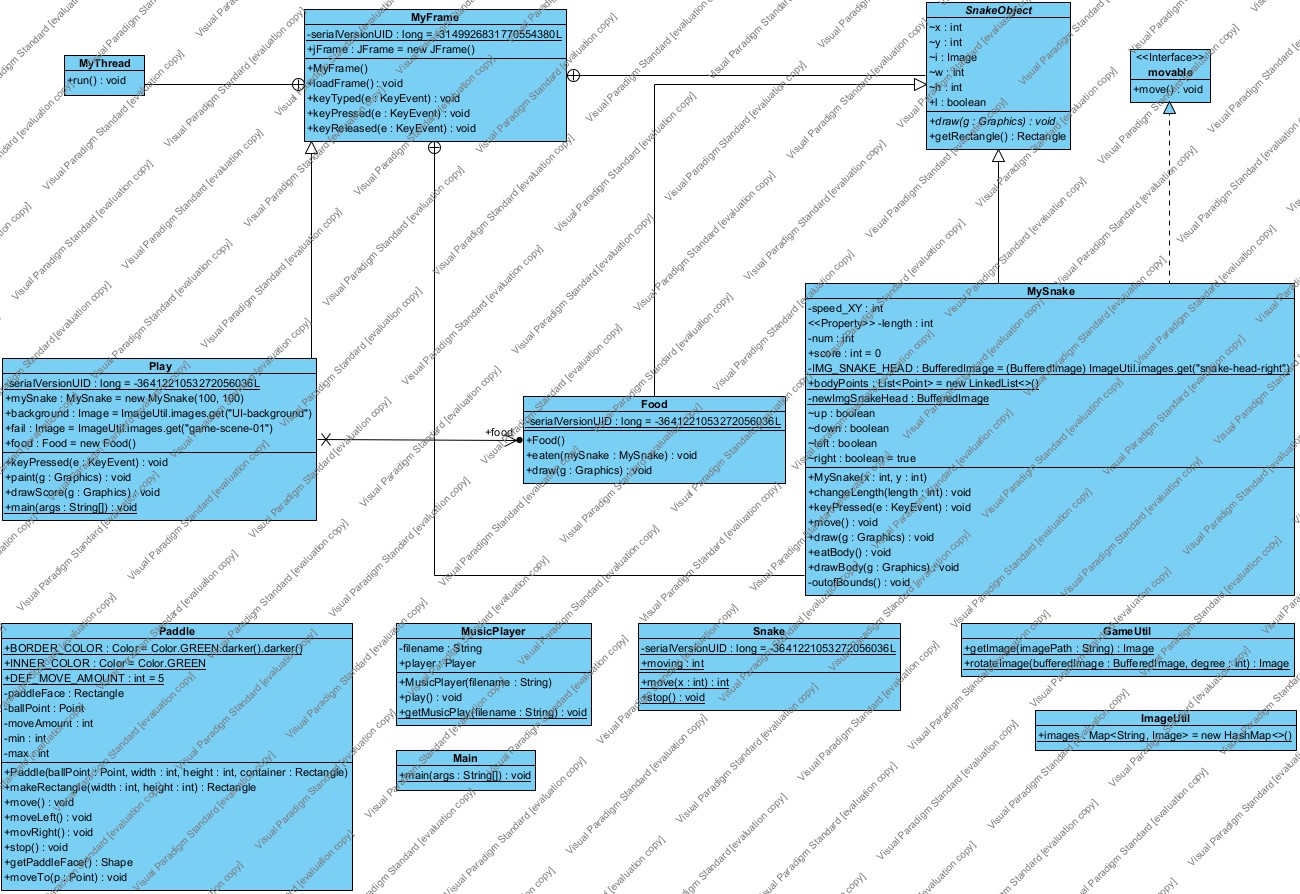 MyFrame
-serialVersionUID : long = -3149926831770554380L
+jFrame : JFrame = new JFrame()
+MyFrame()
+loadFrame() : void
+keyTyped(e : KeyEvent) : void
+keyPressed(e : KeyEvent) : void
+keyReleased(e : KeyEvent) : void
SnakeObject
~x : int
~y : int
~i : Image
~w : int
~h : int
+l : boolean
+draw(g : Graphics) : void
+getRectangle() : Rectangle
MyThread
+run() : void
<<Interface>>
movable
+move() : void
MySnake
-speed_XY : int
<<Property>> -length : int
-num : int
+score : int = 0
-IMG_SNAKE_HEAD : BufferedImage = (BufferedImage) ImageUtil.images.get("snake-head-right")
+bodyPoints : List<Point> = new LinkedList<>()
-newImgSnakeHead : BufferedImage
~up : boolean
~down : boolean
~left : boolean
~right : boolean = true
+MySnake(x : int, y : int)
+changeLength(length : int) : void
+keyPressed(e : KeyEvent) : void
+move() : void
+draw(g : Graphics) : void
+eatBody() : void
+drawBody(g : Graphics) : void
-outofBounds() : void
Play
-serialVersionUID : long = -3641221053272056036L
+mySnake : MySnake = new MySnake(100, 100)
+background : Image = ImageUtil.images.get("UI-background")
+fail : Image = ImageUtil.images.get("game-scene-01")
+food : Food = new Food()
+keyPressed(e : KeyEvent) : void
+paint(g : Graphics) : void
+drawScore(g : Graphics) : void
+main(args : String[]) : void
+food
Food
-serialVersionUID : long = -3641221053272056036L
+Food()
+eaten(mySnake : MySnake) : void
+draw(g : Graphics) : void
Paddle
+BORDER_COLOR : Color = Color.GREEN.darker().darker()
+INNER_COLOR : Color = Color.GREEN
+DEF_MOVE_AMOUNT : int = 5
-paddleFace : Rectangle
-ballPoint : Point
-moveAmount : int
-min : int
-max : int
+Paddle(ballPoint : Point, width : int, height : int, container : Rectangle)
+makeRectangle(width : int, height : int) : Rectangle
+move() : void
+moveLeft() : void
+movRight() : void
+stop() : void
+getPaddleFace() : Shape
+moveTo(p : Point) : void
MusicPlayer
-filename : String
+player : Player
+MusicPlayer(filename : String)
+play() : void
+getMusicPlay(filename : String) : void
Main
+main(args : String[]) : void
Snake
-serialVersionUID : long = -3641221053272056036L
+moving : int
+move(x : int) : int
+stop() : void
GameUtil
+getImage(imagePath : String) : Image
+rotateImage(bufferedImage : BufferedImage, degree : int) : Image
ImageUtil
+images : Map<String, Image> = new HashMap<>()
Visual Paradigm Standard [evaluation copy]